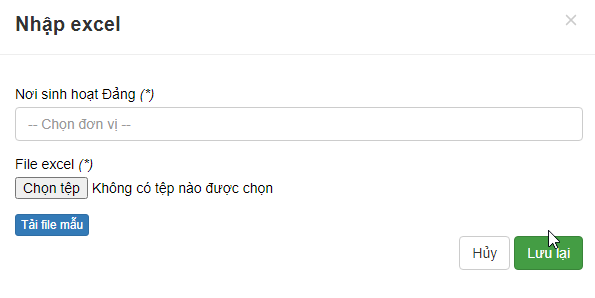 Nhập excel
×
Nơi sinh hoạt Đảng (*)
-- Chọn đơn vị --
File excel (*)
Chọn tệp Không có tệp nào được chọn
Tải file mẫu
Hủy Lưu lại